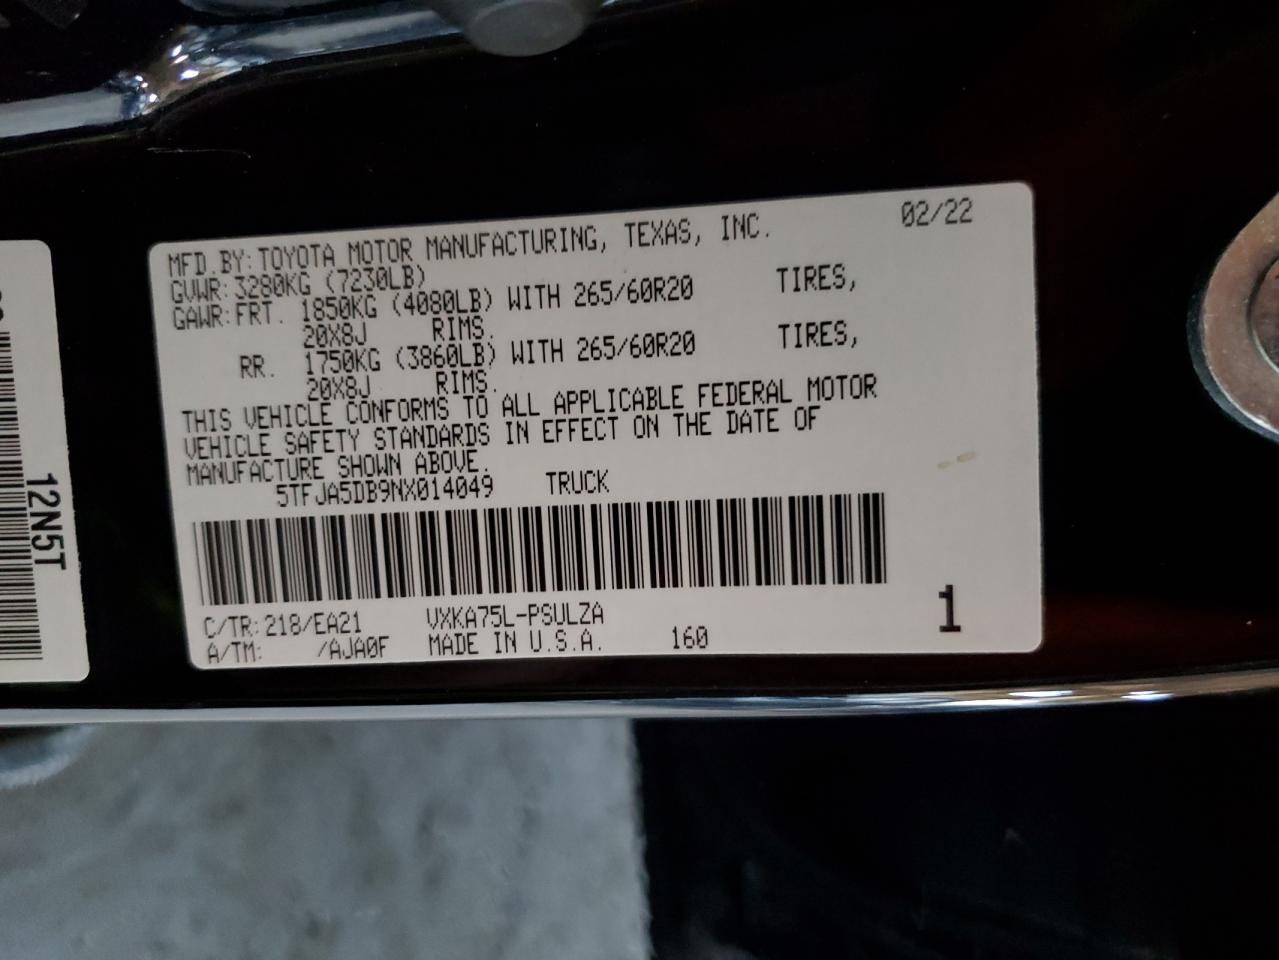 MFD.BY:TOYOTA MOTOR MANUFACTURING, TEXAS, INC. 02/22
GVWR:3280KG (7230LB)
GAWR:FRT. 1850KG (4080LB) WITH 265/60R20 TIRES,
20X8J RIMS.
RR. 1750KG (3860LB) WITH 265/60R20 TIRES,
20X8J RIMS.
THIS VEHICLE CONFORMS TO ALL APPLICABLE FEDERAL MOTOR
VEHICLE SAFETY STANDARDS IN EFFECT ON THE DATE OF
MANUFACTURE SHOWN ABOVE.
5TFJA5DB9NX014049 TRUCK
C/TR:218/EA21 VXKA75L-PSULZA
A/TM: /AJA0F MADE IN U.S.A. 160
1
12N5T